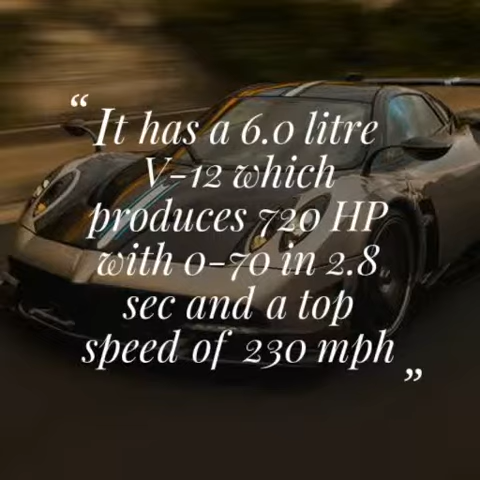 “ It has a 6.0 litre
V-12 which
produces 720 HP
with 0-70 in 2.8
sec and a top
speed of 230 mph ”